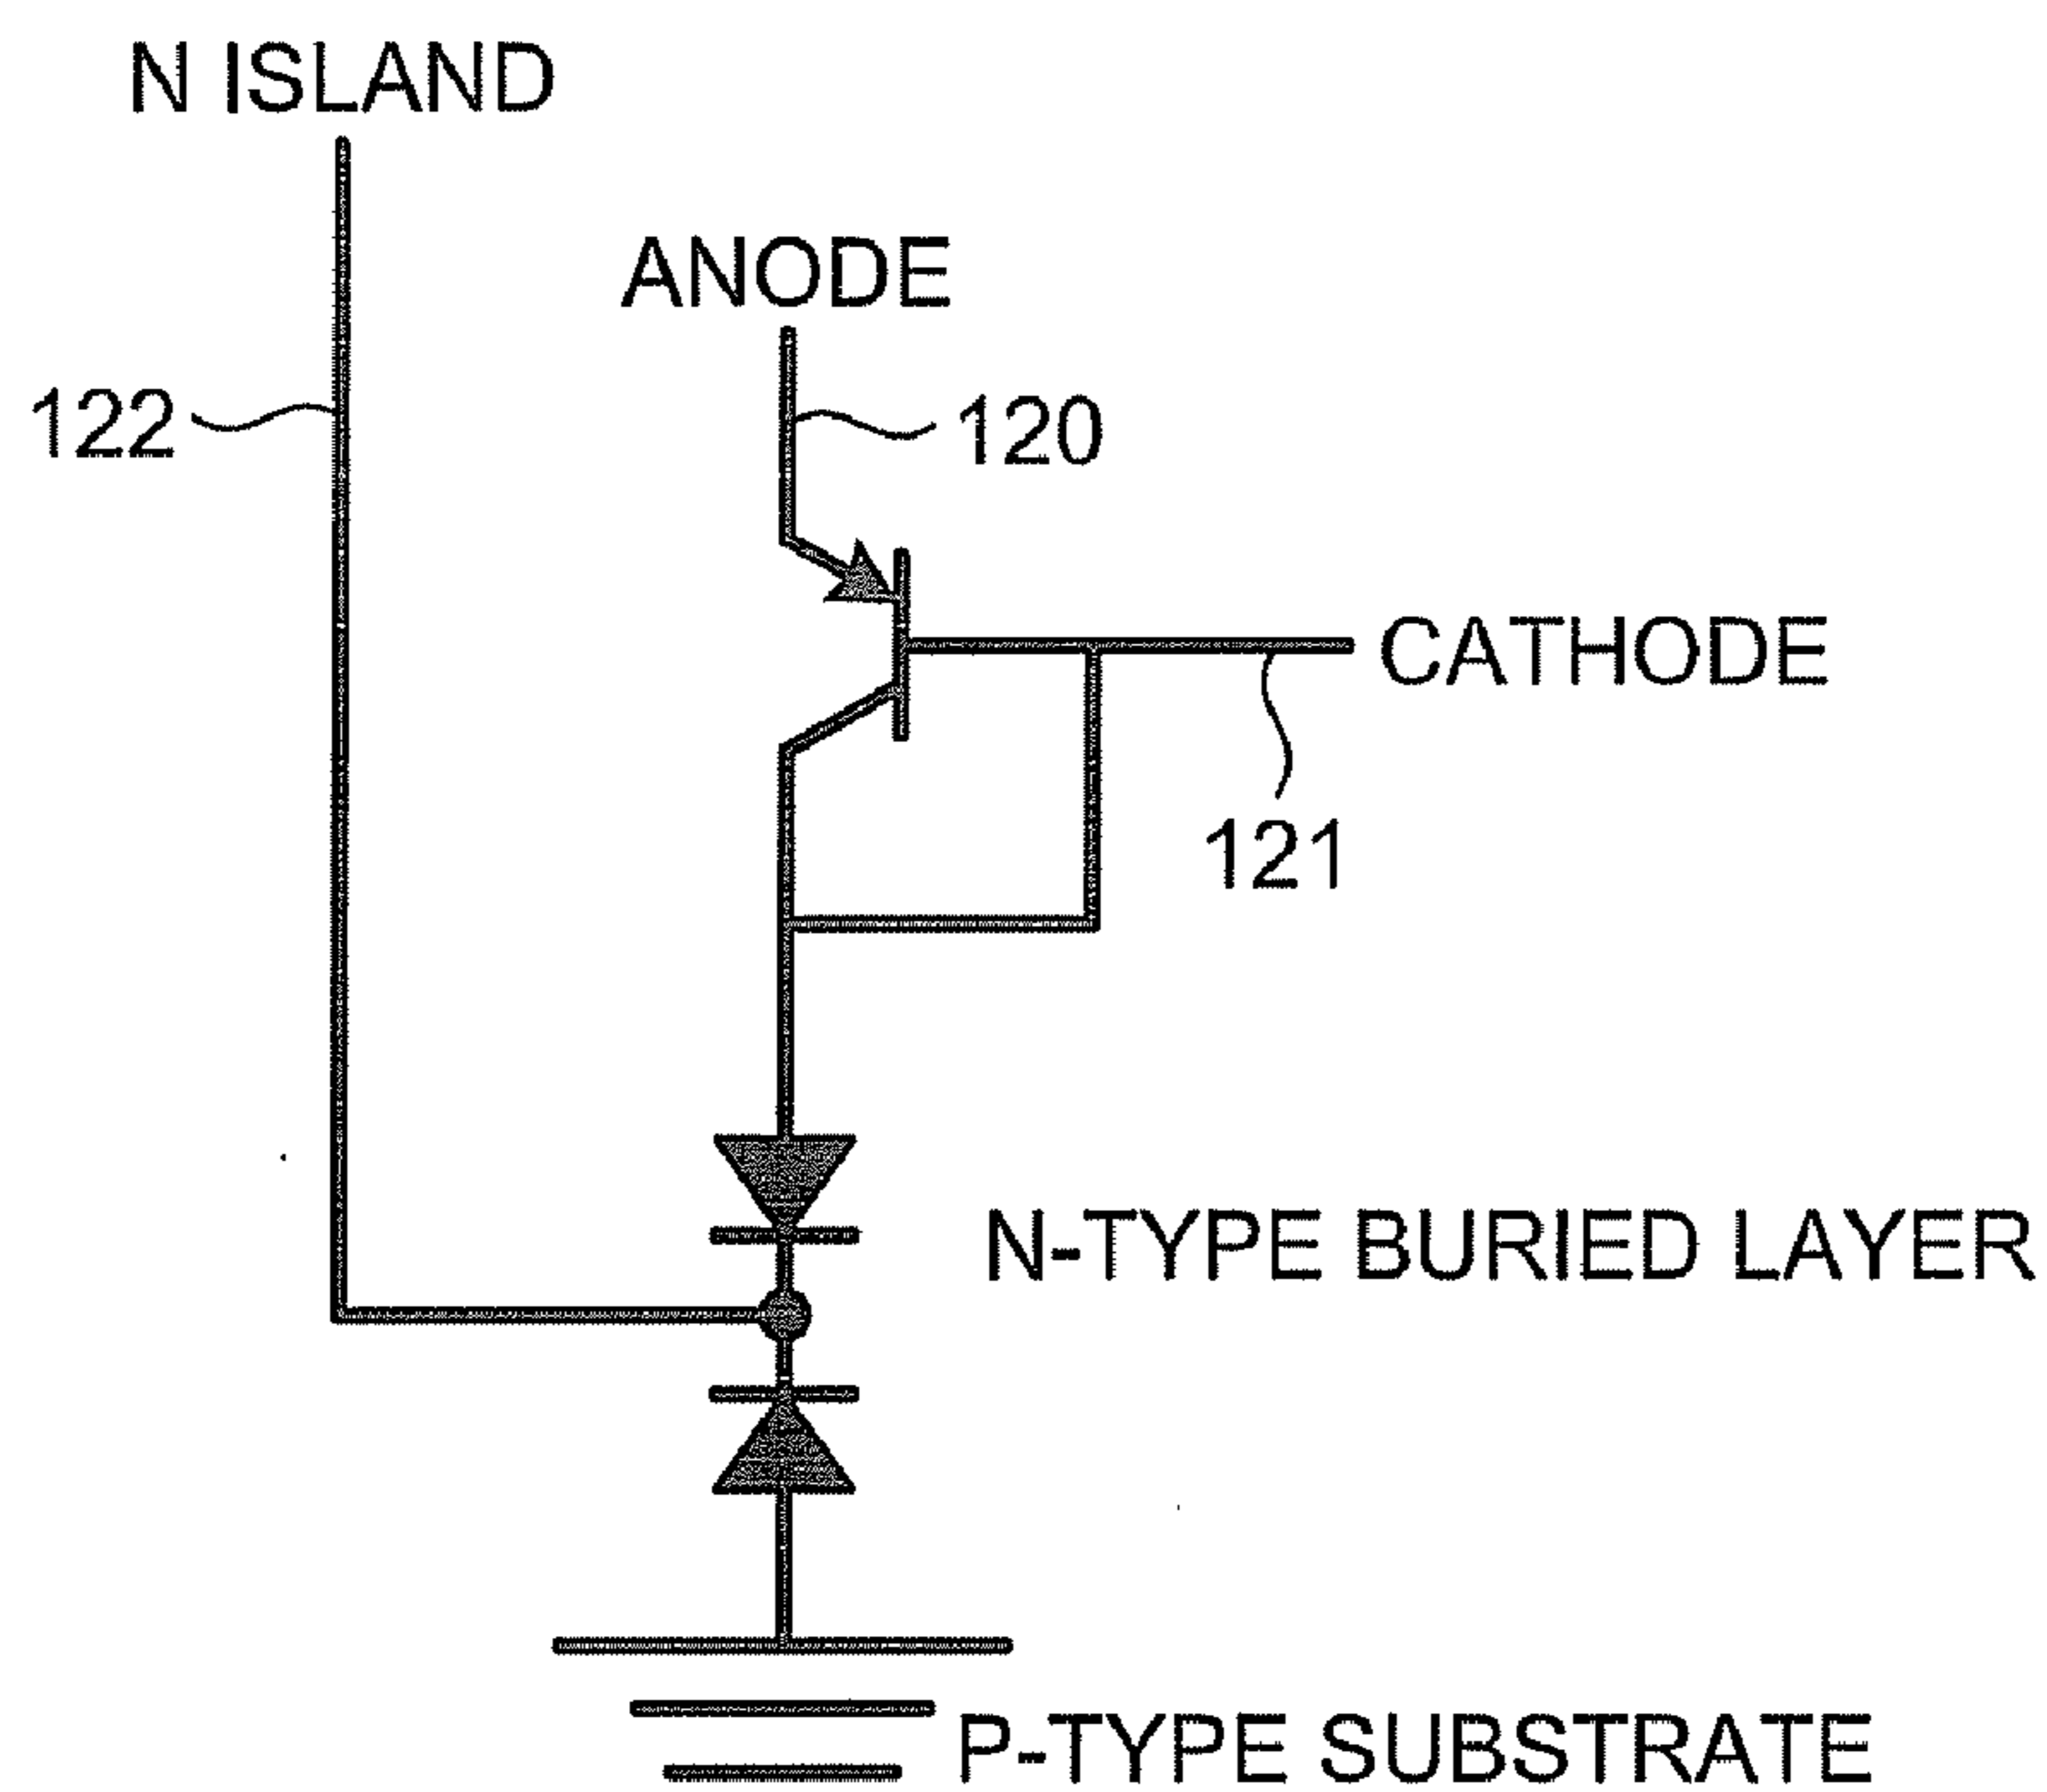 N ISLAND
ANODE
122
120
CATHODE
121
N-TYPE BURIED LAYER
P-TYPE SUBSTRATE